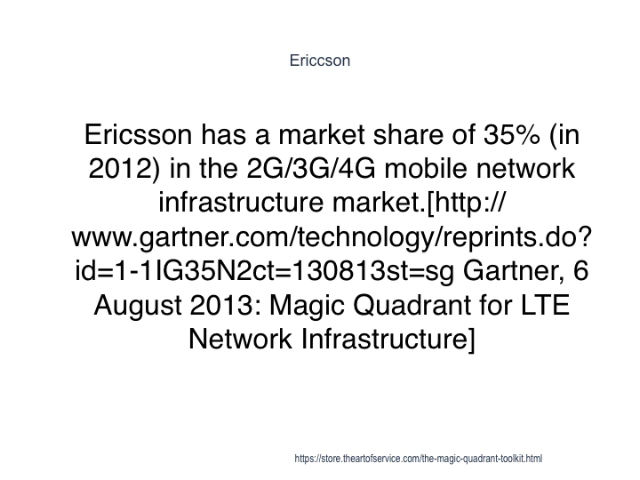 Ericcson
Ericsson has a market share of 35% (in
2012) in the 2G/3G/4G mobile network
infrastructure market.[http://
www.gartner.com/technology/reprints.do?
id=1-1IG35N2ct=130813st=sg Gartner, 6
August 2013: Magic Quadrant for LTE
Network Infrastructure]
https://store.theartofservice.com/the-magic-quadrant-toolkit.html